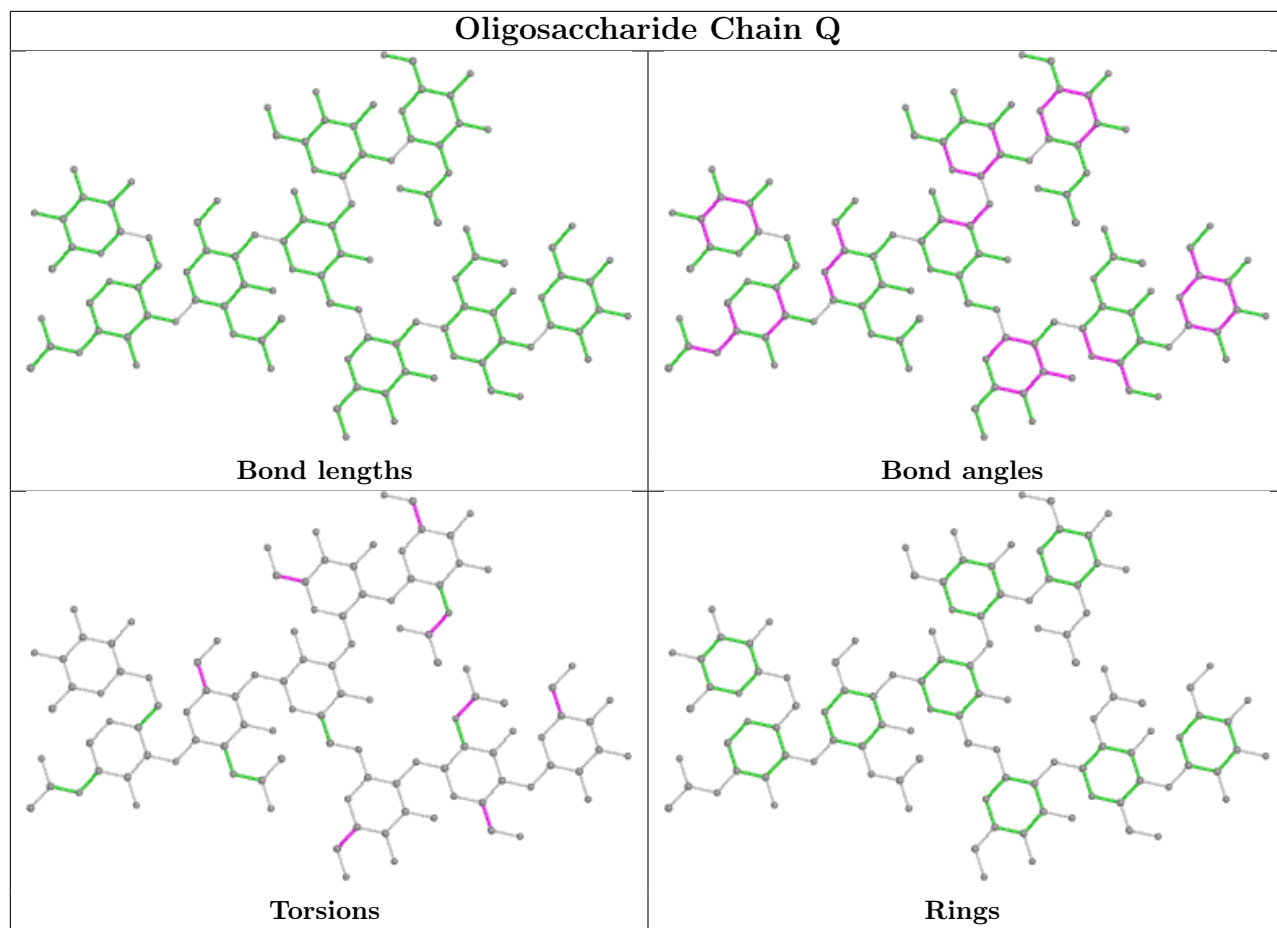 Oligosaccharide Chain Q
Bond lengths
Bond angles
Torsions
Rings